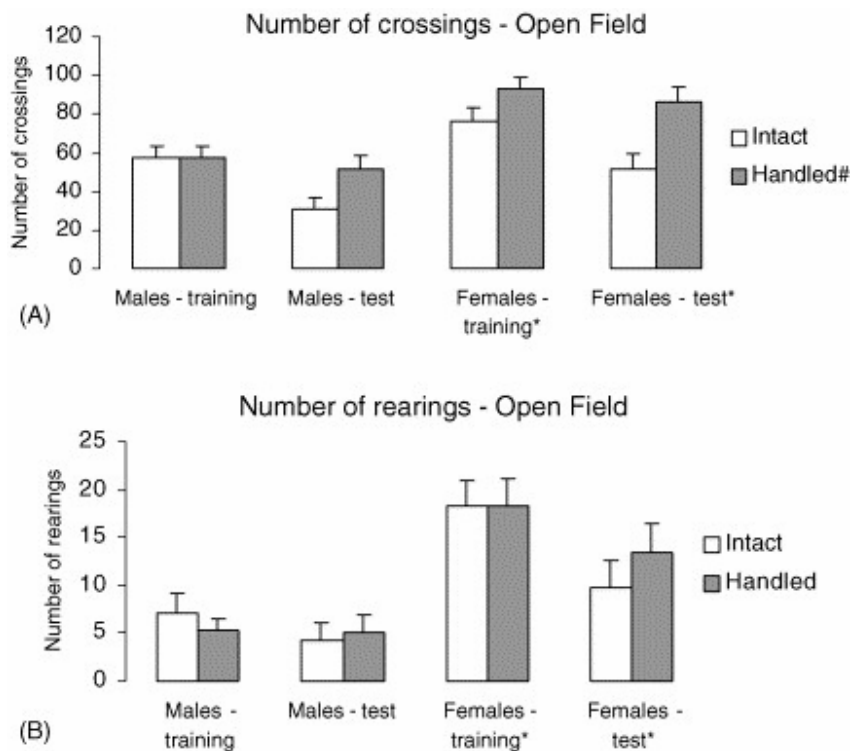 Number of crossings - Open Field
Number of crossings
120
100
80
60
40
20
0
Intact
Handled#
Males - training
Males - test
Females -
training*
Females - test*
(A)
Number of rearings - Open Field
Number of rearings
25
20
15
10
5
0
Intact
Handled
Males -
training
Males - test
Females -
training*
Females -
test*
(B)